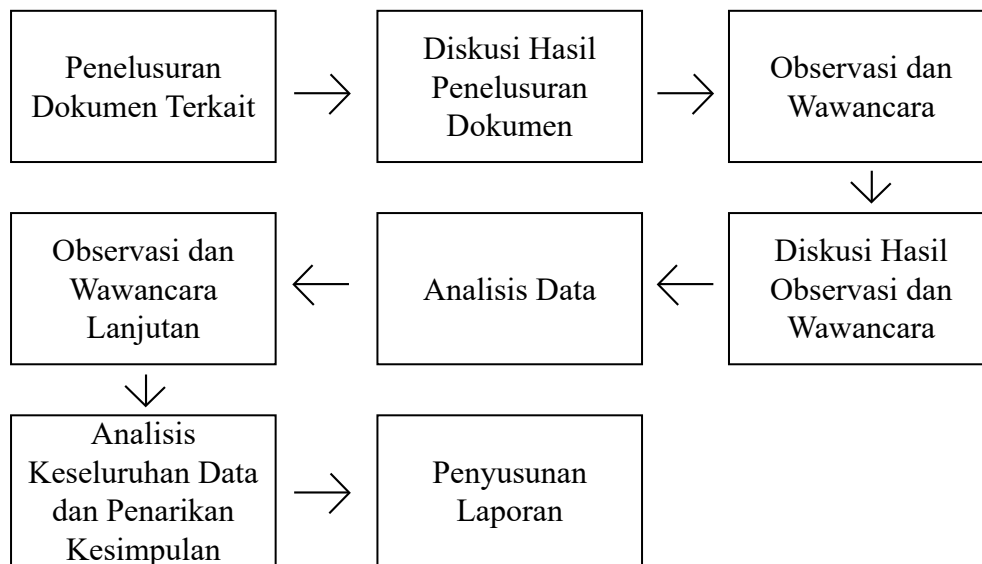 Penelusuran
Dokumen Terkait
Diskusi Hasil
Penelusuran
Dokumen
Observasi dan
Wawancara
Diskusi Hasil
Observasi dan
Wawancara
Analisis Data
Observasi dan
Wawancara
Lanjutan
Analisis
Keseluruhan Data
dan Penarikan
Kesimpulan
Penyusunan
Laporan